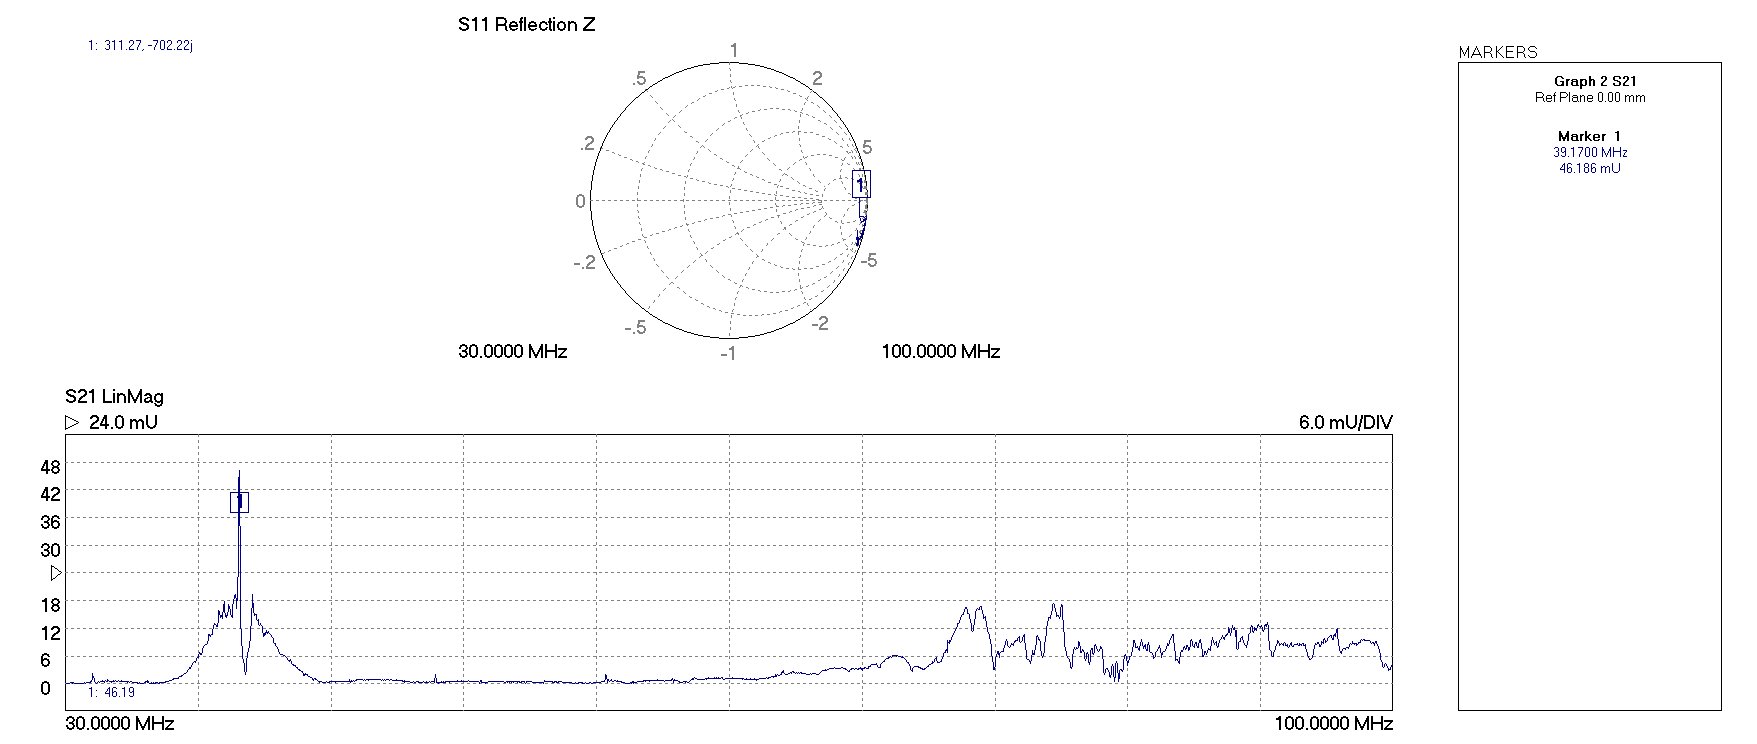 S11 Reflection Z
1: 311.27, -702.22j
1
.5
2
.2
5
1
0
-.2
-5
-.5
-2
-1
30.0000 MHz
100.0000 MHz
MARKERS
Graph 2 S21
Ref Plane 0.00 mm
Marker 1
39.1700 MHz
46.186 mU
S21 LinMag
24.0 mU
6.0 mU/DIV
48
42
36
30
18
12
6
0
1
1: 46.19
30.0000 MHz
100.0000 MHz